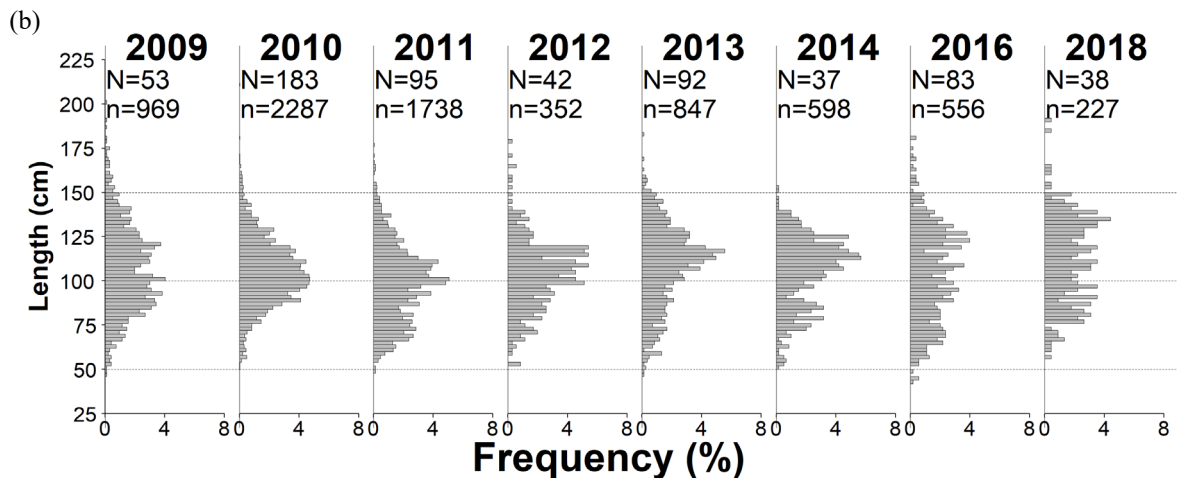 (b)
2009 2010 2011 2012 2013 2014 2016 2018
N=53 N=183 N=95 N=42 N=92 N=37 N=83 N=38
n=969 n=2287 n=1738 n=352 n=847 n=598 n=556 n=227
Length (cm)
225
200
175
150
125
100
75
50
25
0 4 8 0 4 8 0 4 8 0 4 8 0 4 8 0 4 8 0 4 8 0 4 8
Frequency (%)